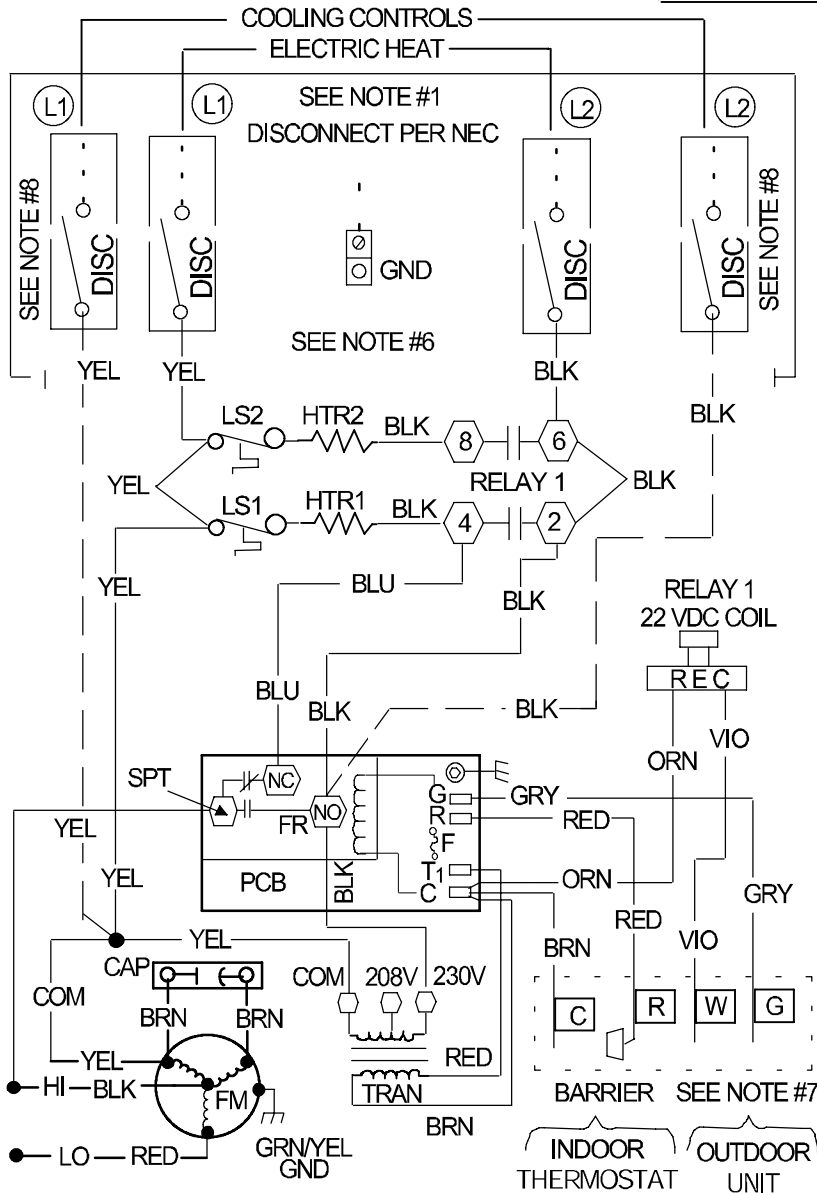 COOLING CONTROLS
ELECTRIC HEAT
L1
L1
SEE NOTE #1
L2
L2
DISCONNECT PER NEC
SEE NOTE #8
DISC
DISC
GND
DISC
DISC
SEE NOTE #8
SEE NOTE #6
YEL
YEL
BLK
BLK
LS2
HTR2
BLK
8
6
YEL
RELAY 1
BLK
LS1
HTR1
BLK
4
2
YEL
BLU
BLK
RELAY 1
22 VDC COIL
R E C
BLU
BLK
BLK
VIO
ORN
SPT
NC
NO
FR
G
GRY
R
RED
F
YEL
PCB
BLK
T1
C
ORN
YEL
RED
GRY
YEL
BRN
VIO
CAP
COM
COM
208V
230V
BRN
BRN
C
R
W
G
YEL
RED
HI
BLK
FM
TRAN
BARRIER
SEE NOTE #7
BRN
LO
RED
GRN/YEL
GND
INDOOR
THERMOSTAT
OUTDOOR
UNIT